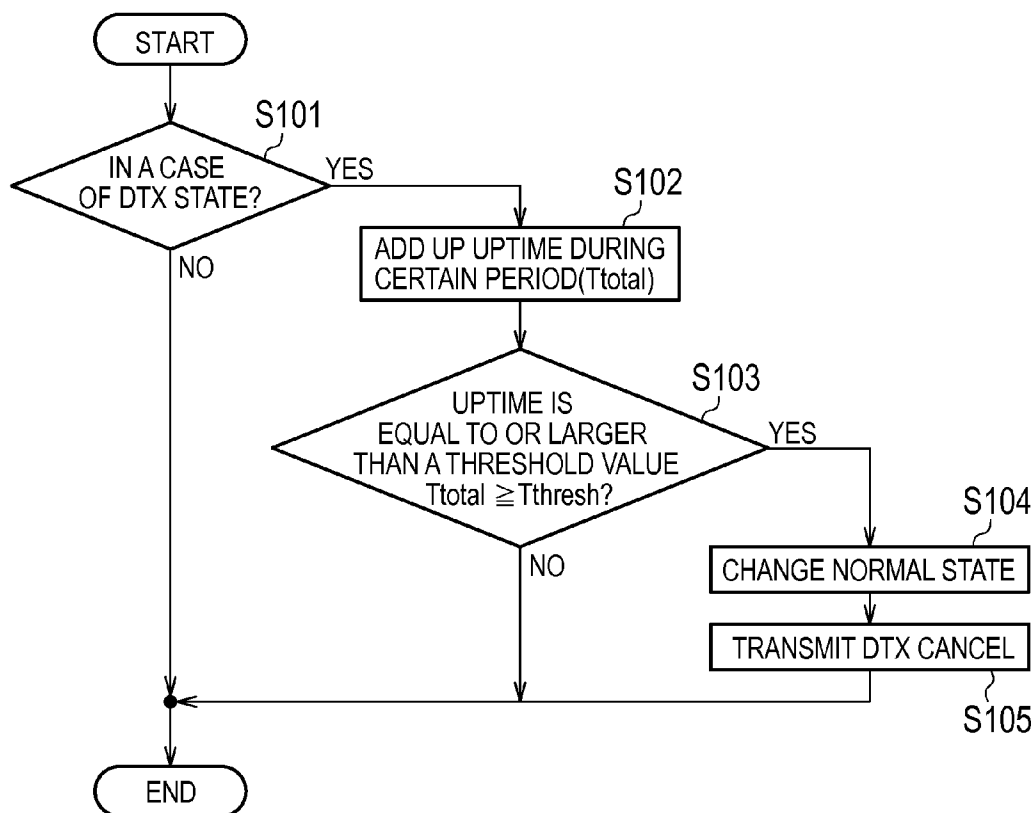 START
S101
IN A CASE
OF DTX STATE?
YES
NO
S102
ADD UP UPTIME DURING
CERTAIN PERIOD(Ttotal)
S103
UPTIME IS
EQUAL TO OR LARGER
THAN A THRESHOLD VALUE
Ttotal ≧Tthresh?
YES
NO
S104
CHANGE NORMAL STATE
TRANSMIT DTX CANCEL
S105
END